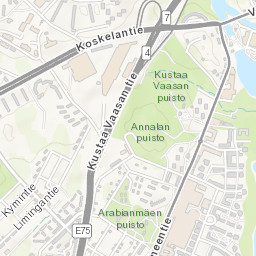 7
Koskelantie
4
Kustaa Vaasantie
Kustaa
Vaasan
puisto
Annalan
puisto
Kymintie
Limingantie
Arabianmäen
puisto
E75